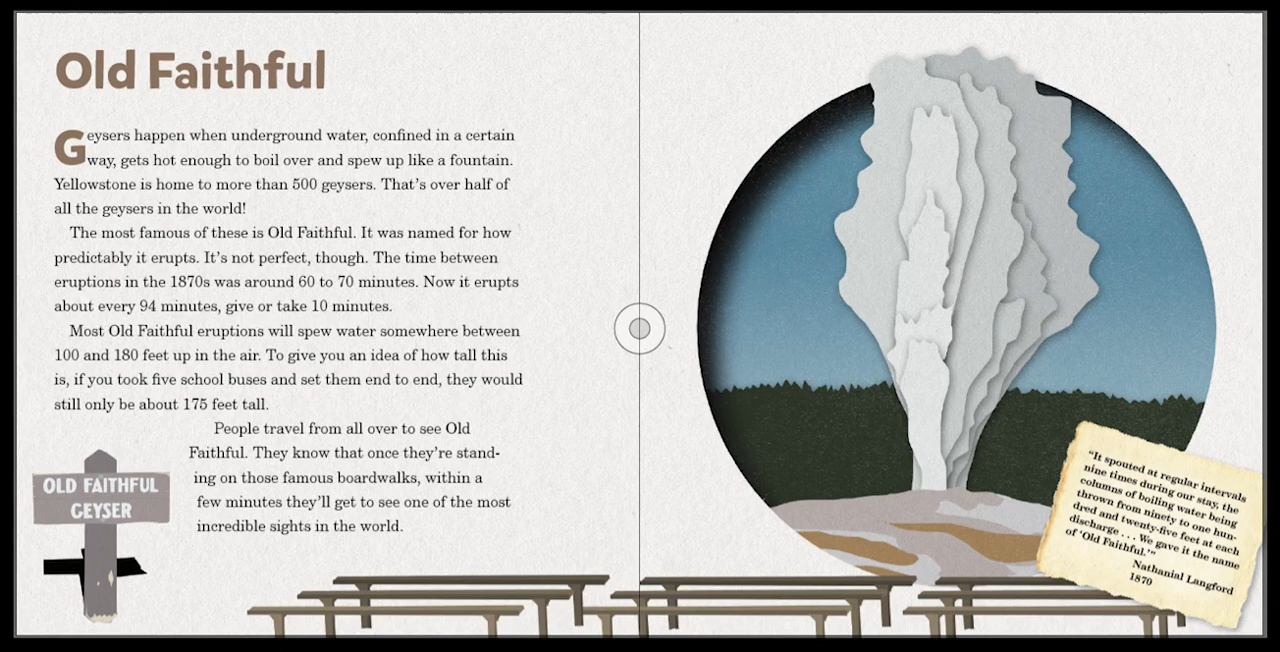 Old Faithful
Geysers happen when underground water, confined in a certain
way, gets hot enough to boil over and spew up like a fountain.
Yellowstone is home to more than 500 geysers. That's over half of
all the geysers in the world!
The most famous of these is Old Faithful. It was named for how
predictably it erupts. It's not perfect, though. The time between
eruptions in the 1870s was around 60 to 70 minutes. Now it erupts
about every 94 minutes, give or take 10 minutes.
Most Old Faithful eruptions will spew water somewhere between
100 and 180 feet up in the air. To give you an idea of how tall this
is, if you took five school buses and set them end to end, they would
still only be about 175 feet tall.
People travel from all over to see Old
Faithful. They know that once they're stand-
ing on those famous boardwalks, within a
few minutes they'll get to see one of the most
incredible sights in the world.
OLD FAITHFUL
GEYSER
"It spouted at regular intervals
nine times during our stay, the
columns of boiling water being
thrown from ninety to one hun-
dred and twenty-five feet at each
discharge . . . We gave it the name
of 'Old Faithful.'"
Nathanial Langford
1870